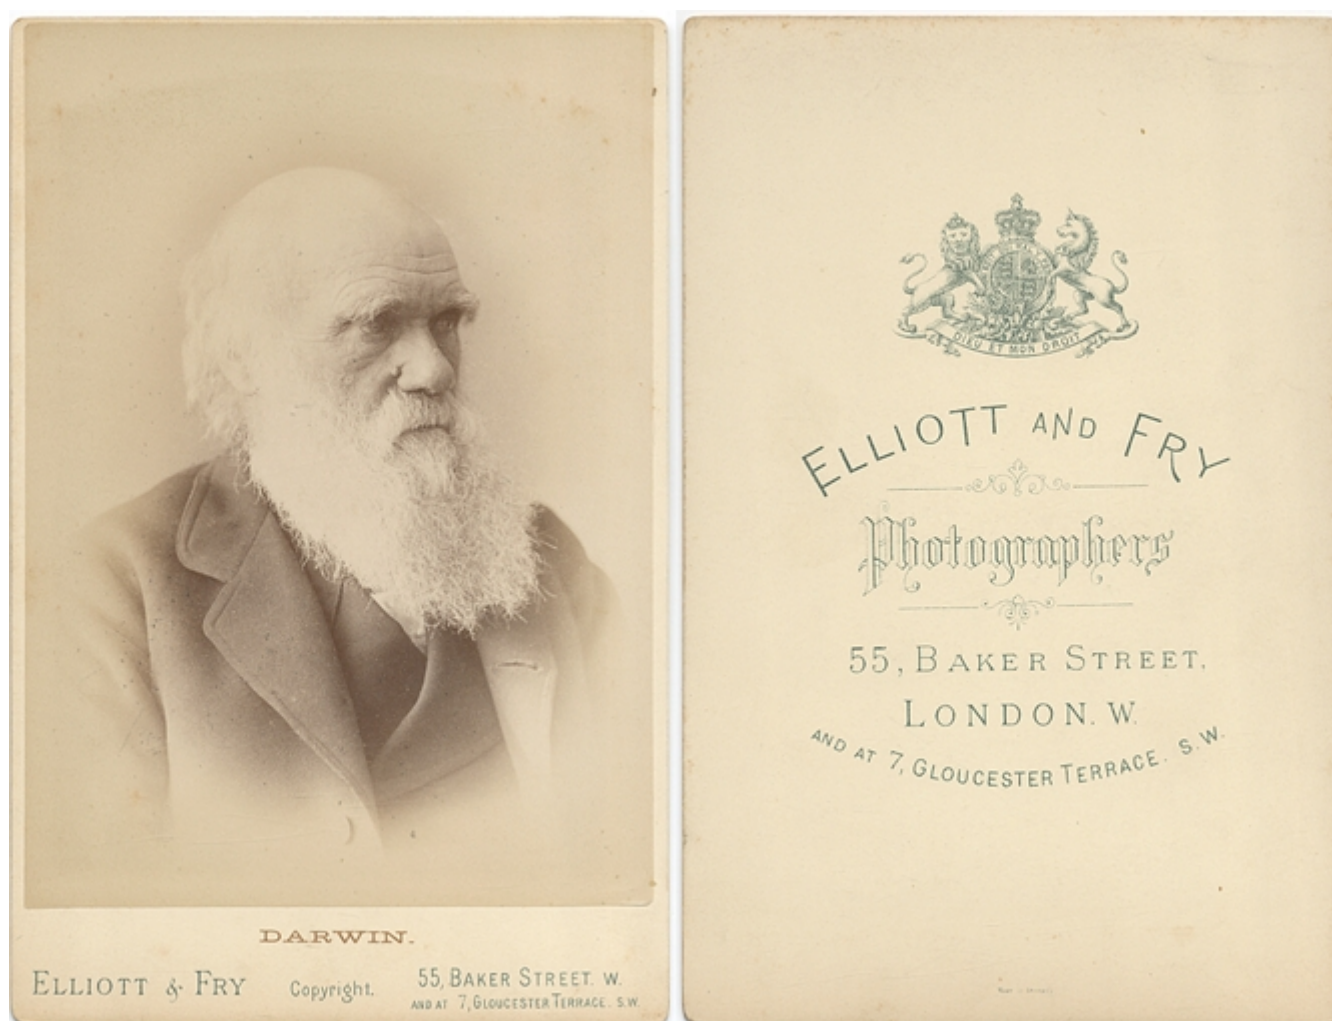 DARWIN.
ELLIOTT & FRY Copyright. 55, BAKER STREET. W.
AND AT 7, GLOUCESTER TERRACE. S.W.
DIEU ET MON DROIT
ELLIOTT AND FRY
Photographers
55, BAKER STREET,
LONDON. W.
AND AT 7, GLOUCESTER TERRACE. S.W.